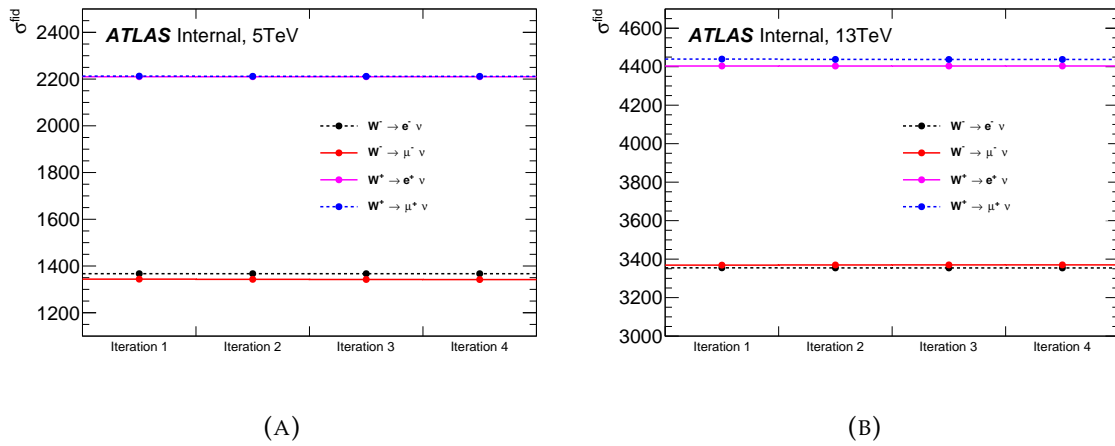 σ^fid
2400
2200
2000
1800
1600
1400
1200
ATLAS Internal, 5TeV
W⁻ → e⁻ ν
W⁻ → μ⁻ ν
W⁺ → e⁺ ν
W⁺ → μ⁺ ν
Iteration 1 Iteration 2 Iteration 3 Iteration 4
(A)
σ^fid
4600
4400
4200
4000
3800
3600
3400
3200
3000
ATLAS Internal, 13TeV
W⁻ → e⁻ ν
W⁻ → μ⁻ ν
W⁺ → e⁺ ν
W⁺ → μ⁺ ν
Iteration 1 Iteration 2 Iteration 3 Iteration 4
(B)